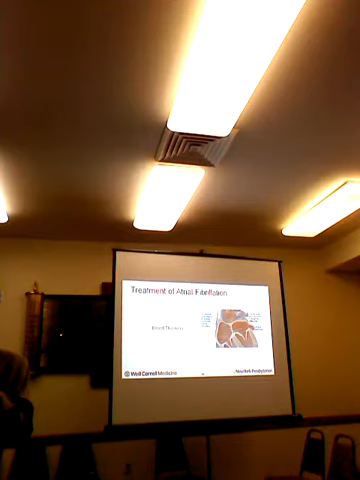 Treatment of Atrial Fibrillation
Blood Thinners
Weill Cornell Medicine
NewYork-Presbyterian